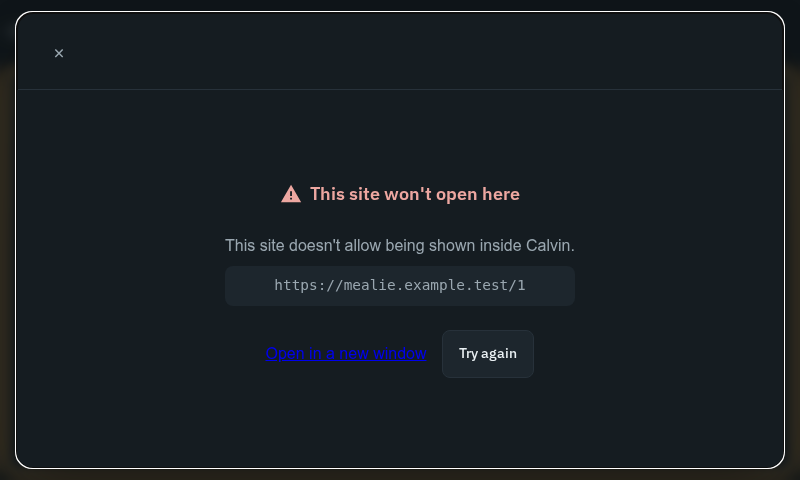 ×
This site won't open here
This site doesn't allow being shown inside Calvin.
https://mealie.example.test/1
Open in a new window
Try again